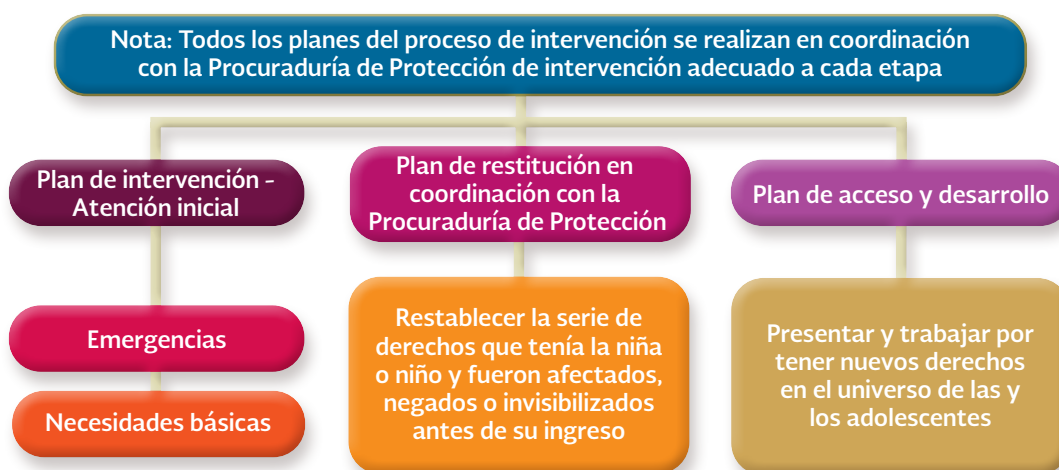 Nota: Todos los planes del proceso de intervención se realizan en coordinación
con la Procuraduría de Protección de intervención adecuado a cada etapa
Plan de intervención –
Atención inicial
Plan de restitución en
coordinación con la
Procuraduría de Protección
Plan de acceso y desarrollo
Emergencias
Necesidades básicas
Restablecer la serie de
derechos que tenía la niña
o niño y fueron afectados,
negados o invisibilizados
antes de su ingreso
Presentar y trabajar por
tener nuevos derechos
en el universo de las y
los adolescentes